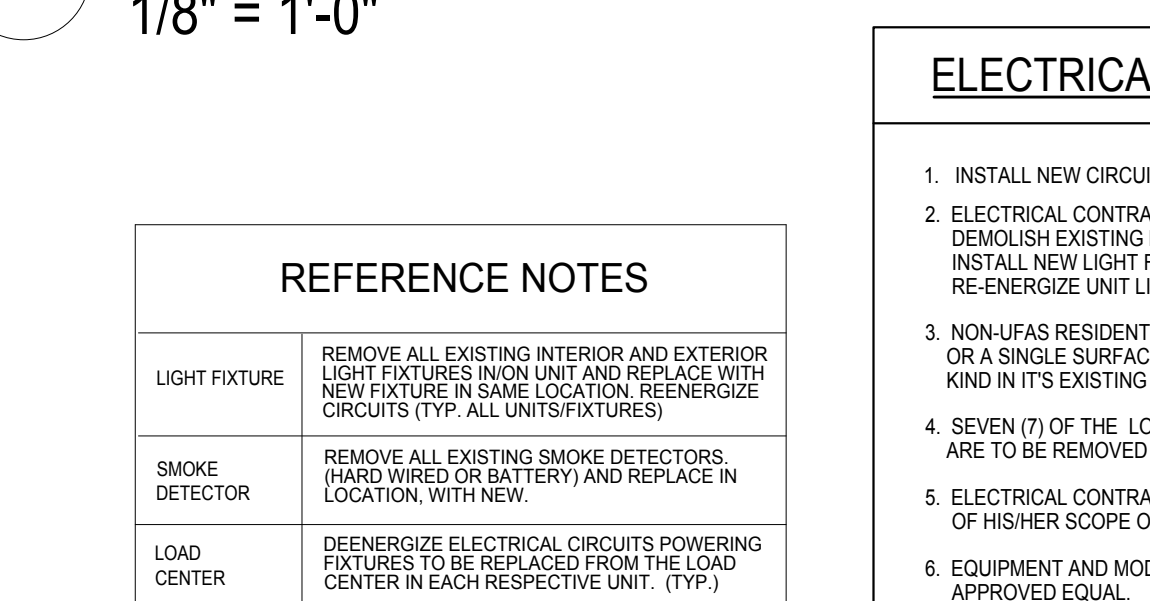 1/8" = 1'-0"
REFERENCE NOTES
LIGHT FIXTURE
REMOVE ALL EXISTING INTERIOR AND EXTERIOR
LIGHT FIXTURES IN/ON UNIT AND REPLACE WITH
NEW FIXTURE IN SAME LOCATION. REENERGIZE
CIRCUITS (TYP. ALL UNITS/FIXTURES)
SMOKE
DETECTOR
REMOVE ALL EXISTING SMOKE DETECTORS.
(HARD WIRED OR BATTERY) AND REPLACE IN
LOCATION, WITH NEW.
LOAD
CENTER
DEENERGIZE ELECTRICAL CIRCUITS POWERING
FIXTURES TO BE REPLACED FROM THE LOAD
CENTER IN EACH RESPECTIVE UNIT. (TYP.)
ELECTRICA
1. INSTALL NEW CIRCUI
2. ELECTRICAL CONTRA
DEMOLISH EXISTING
INSTALL NEW LIGHT F
RE-ENERGIZE UNIT LI
3. NON-UFAS RESIDENT
OR A SINGLE SURFAC
KIND IN IT'S EXISTING
4. SEVEN (7) OF THE LO
ARE TO BE REMOVED
5. ELECTRICAL CONTRA
OF HIS/HER SCOPE O
6. EQUIPMENT AND MOD
APPROVED EQUAL.